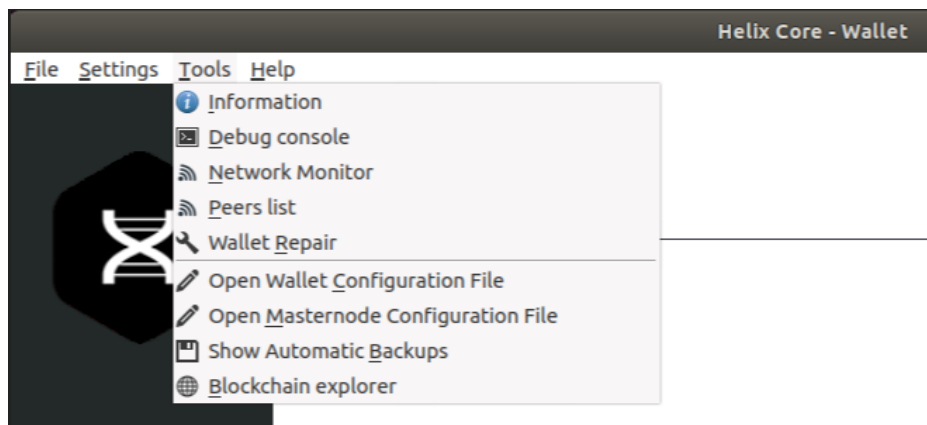 Helix Core - Wallet
File Settings Tools Help
Information
Debug console
Network Monitor
Peers list
Wallet Repair
Open Wallet Configuration File
Open Masternode Configuration File
Show Automatic Backups
Blockchain explorer